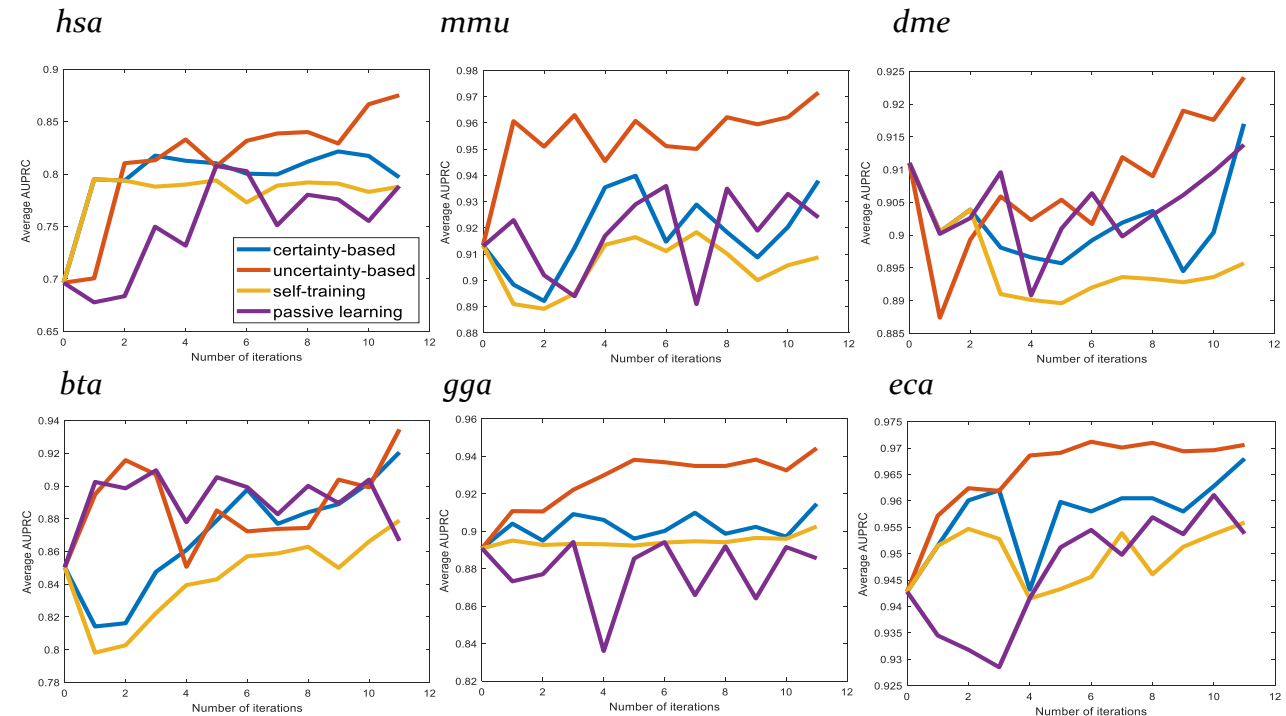 hsa
0.9
0.85
0.8
0.75
0.7
0.65
Average AUPRC
certainty-based
uncertainty-based
self-training
passive learning
0 2 4 6 8 10 12
Number of iterations
mmu
0.98
0.97
0.96
0.95
0.94
0.93
0.92
0.91
0.9
0.89
0.88
Average AUPRC
0 2 4 6 8 10 12
Number of iterations
dme
0.925
0.92
0.915
0.91
0.905
0.9
0.895
0.89
0.885
Average AUPRC
0 2 4 6 8 10 12
Number of iterations
bta
0.94
0.92
0.9
0.88
0.86
0.84
0.82
0.8
0.78
Average AUPRC
0 2 4 6 8 10 12
Number of iterations
gga
0.96
0.94
0.92
0.9
0.88
0.86
0.84
0.82
Average AUPRC
0 2 4 6 8 10 12
Number of iterations
eca
0.975
0.97
0.965
0.96
0.955
0.95
0.945
0.94
0.935
0.93
0.925
Average AUPRC
0 2 4 6 8 10 12
Number of iterations